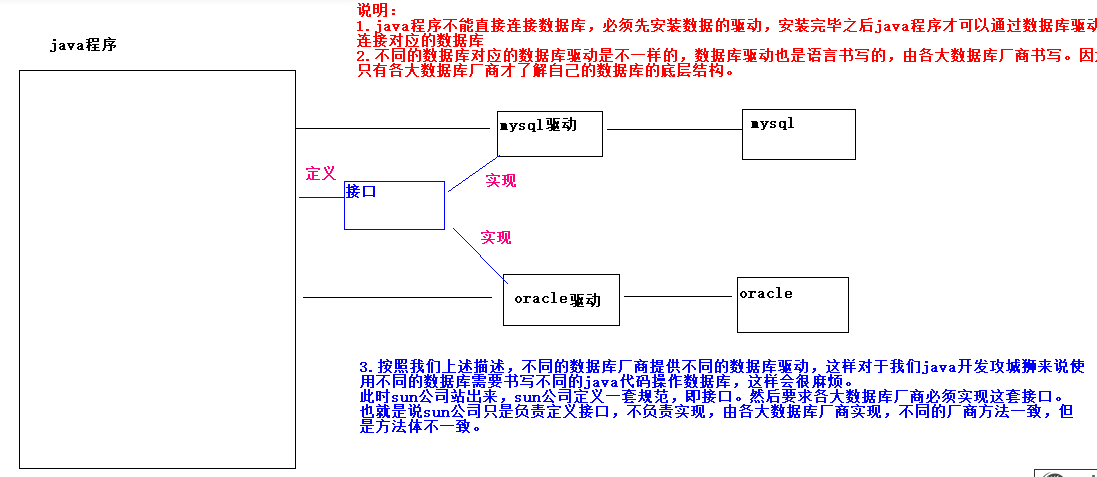 说明：
java程序
1.java程序不能直接连接数据库，必须先安装数据的驱动，安装完毕之后java程序才可以通过数据库驱动
连接对应的数据库
2.不同的数据库对应的数据库驱动是不一样的，数据库驱动也是语言书写的，由各大数据库厂商书写。因
只有各大数据库厂商才了解自己的数据库的底层结构。
mysql驱动
mysql
定义
接口
实现
实现
oracle驱动
oracle
3.按照我们上述描述，不同的数据库厂商提供不同的数据库驱动，这样对于我们java开发攻城狮来说使
用不同的数据库需要书写不同的java代码操作数据库，这样会很麻烦。
此时sun公司站出来，sun公司定义一套规范，即接口。然后要求各大数据库厂商必须实现这套接口。
也就是说sun公司只是负责定义接口，不负责实现，由各大数据库厂商实现，不同的厂商方法一致，但
是方法体不一致。